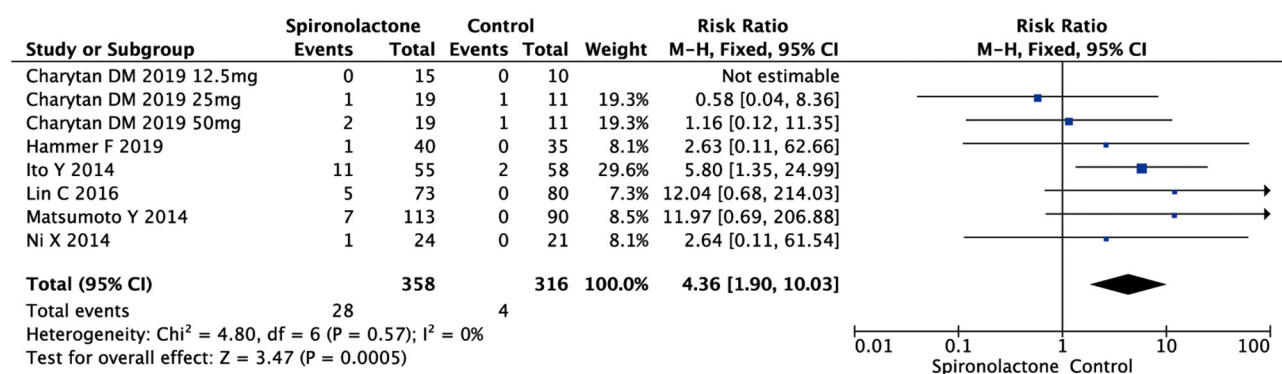 Spironolactone Control Risk Ratio Risk Ratio
Study or Subgroup Events Total Events Total Weight M-H, Fixed, 95% CI M-H, Fixed, 95% CI
Charytan DM 2019 12.5mg 0 15 0 10 Not estimable
Charytan DM 2019 25mg 1 19 1 11 19.3% 0.58 [0.04, 8.36]
Charytan DM 2019 50mg 2 19 1 11 19.3% 1.16 [0.12, 11.35]
Hammer F 2019 1 40 0 35 8.1% 2.63 [0.11, 62.66]
Ito Y 2014 11 55 2 58 29.6% 5.80 [1.35, 24.99]
Lin C 2016 5 73 0 80 7.3% 12.04 [0.68, 214.03]
Matsumoto Y 2014 7 113 0 90 8.5% 11.97 [0.69, 206.88]
Ni X 2014 1 24 0 21 8.1% 2.64 [0.11, 61.54]
Total (95% CI) 358 316 100.0% 4.36 [1.90, 10.03]
Total events 28 4
Heterogeneity: Chi² = 4.80, df = 6 (P = 0.57); I² = 0%
Test for overall effect: Z = 3.47 (P = 0.0005)
0.01 0.1 1 10 100
Spironolactone Control